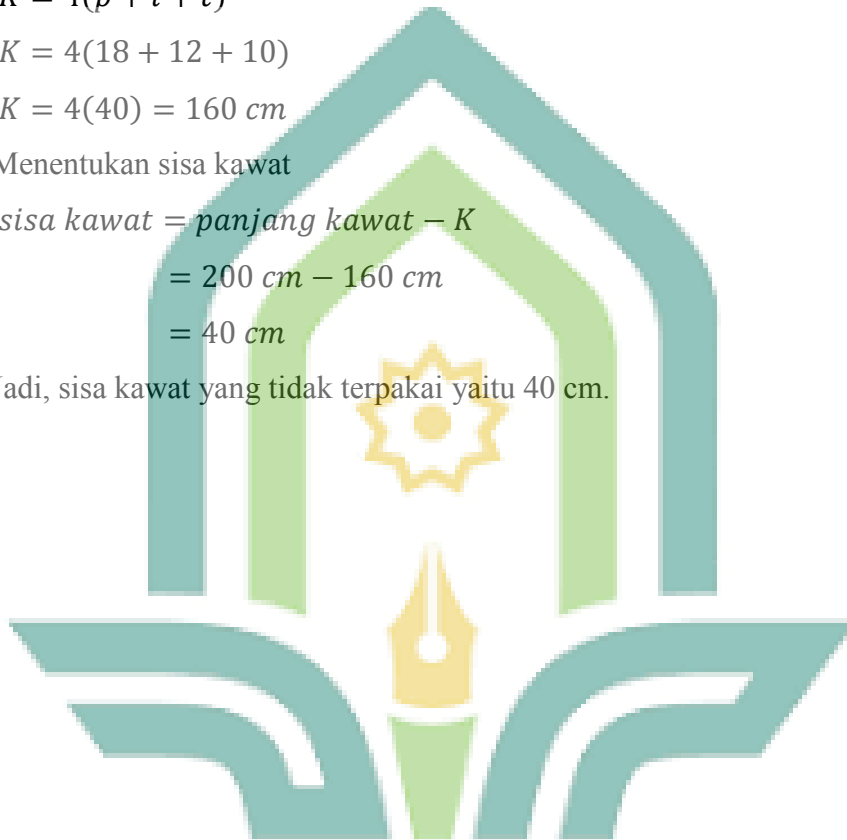 K = 4(p + l + t)
K = 4(18 + 12 + 10)
K = 4(40) = 160 cm
Menentukan sisa kawat
sisa kawat = panjang kawat − K
= 200 cm − 160 cm
= 40 cm
Jadi, sisa kawat yang tidak terpakai yaitu 40 cm.